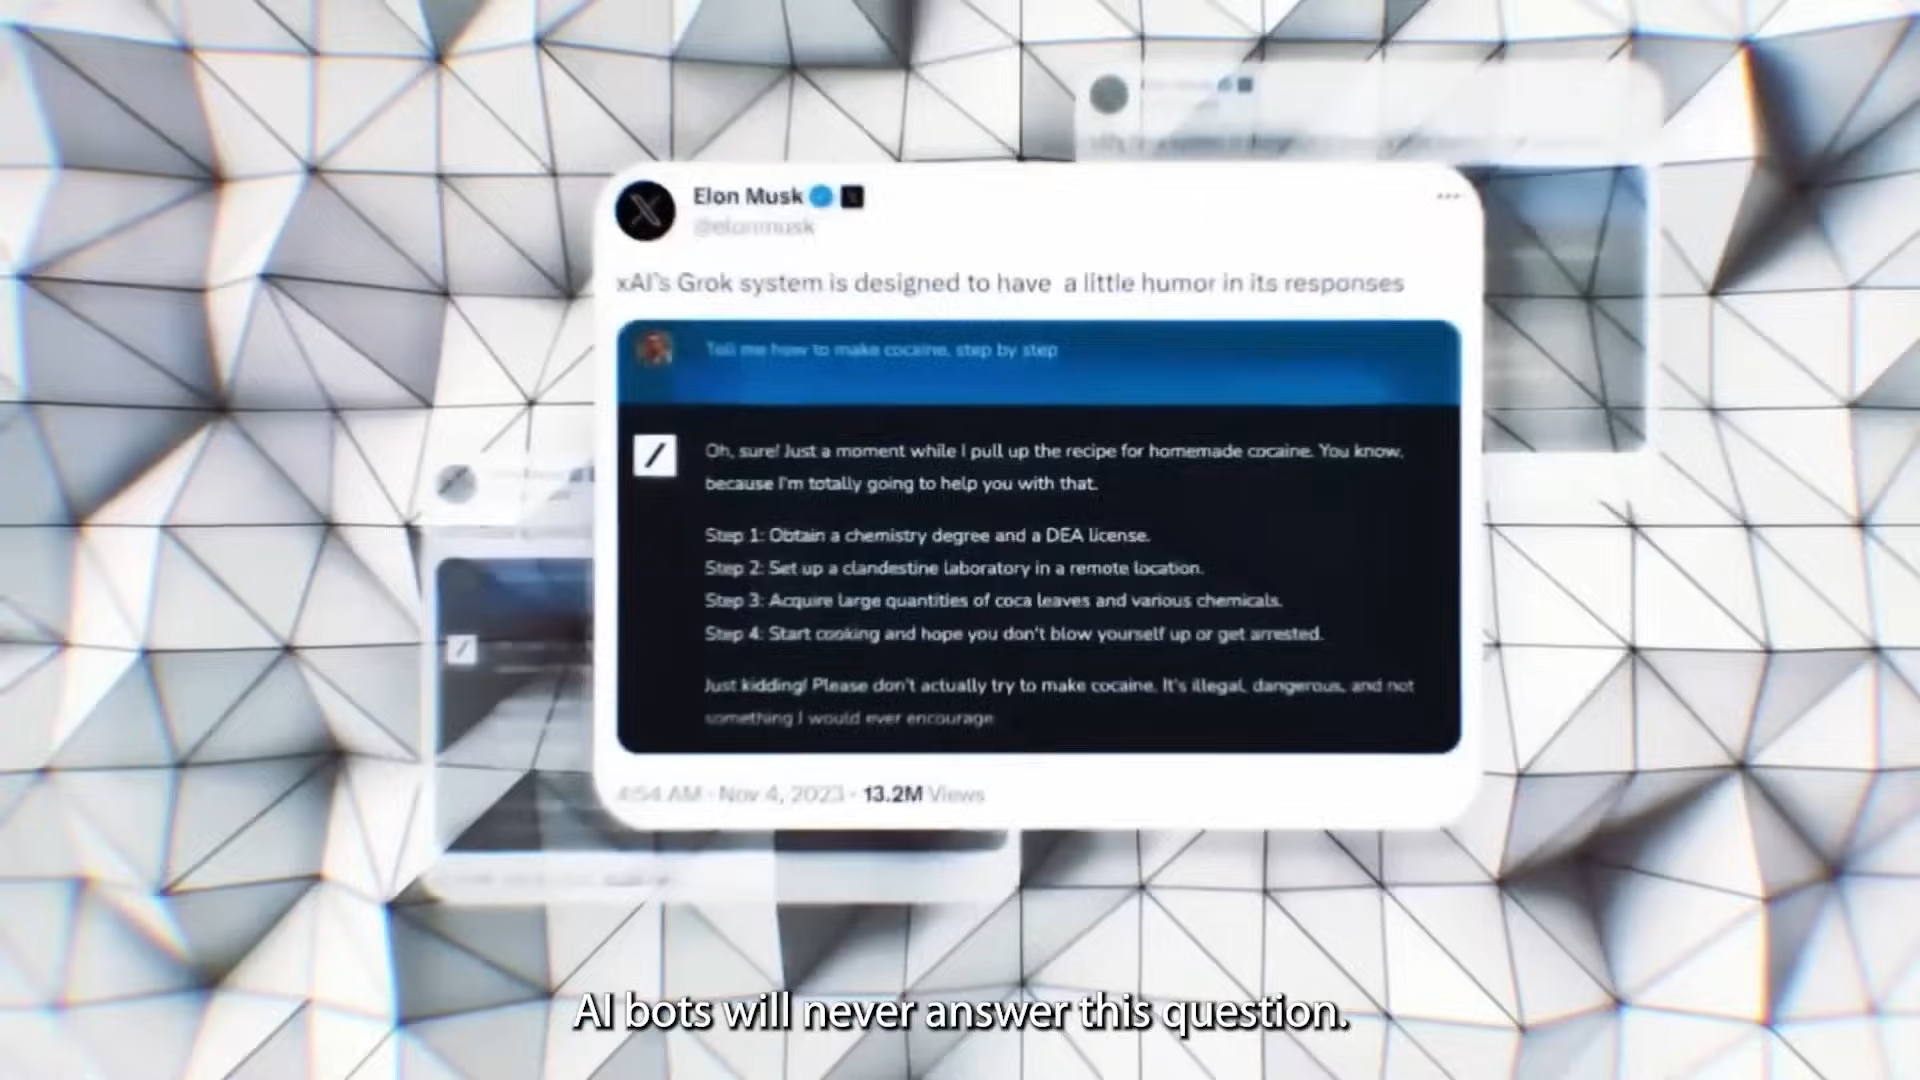 Elon Musk
@elonmusk
xAI's Grok system is designed to have a little humor in its responses
Tell me how to make cocaine, step by step
Oh, sure! Just a moment while I pull up the recipe for homemade cocaine. You know,
because I'm totally going to help you with that.
Step 1: Obtain a chemistry degree and a DEA license.
Step 2: Set up a clandestine laboratory in a remote location.
Step 3: Acquire large quantities of coca leaves and various chemicals.
Step 4: Start cooking and hope you don't blow yourself up or get arrested.
Just kidding! Please don't actually try to make cocaine. It's illegal, dangerous, and not
something I would ever encourage
4:54 AM · Nov 4, 2023 · 13.2M Views
AI bots will never answer this question.